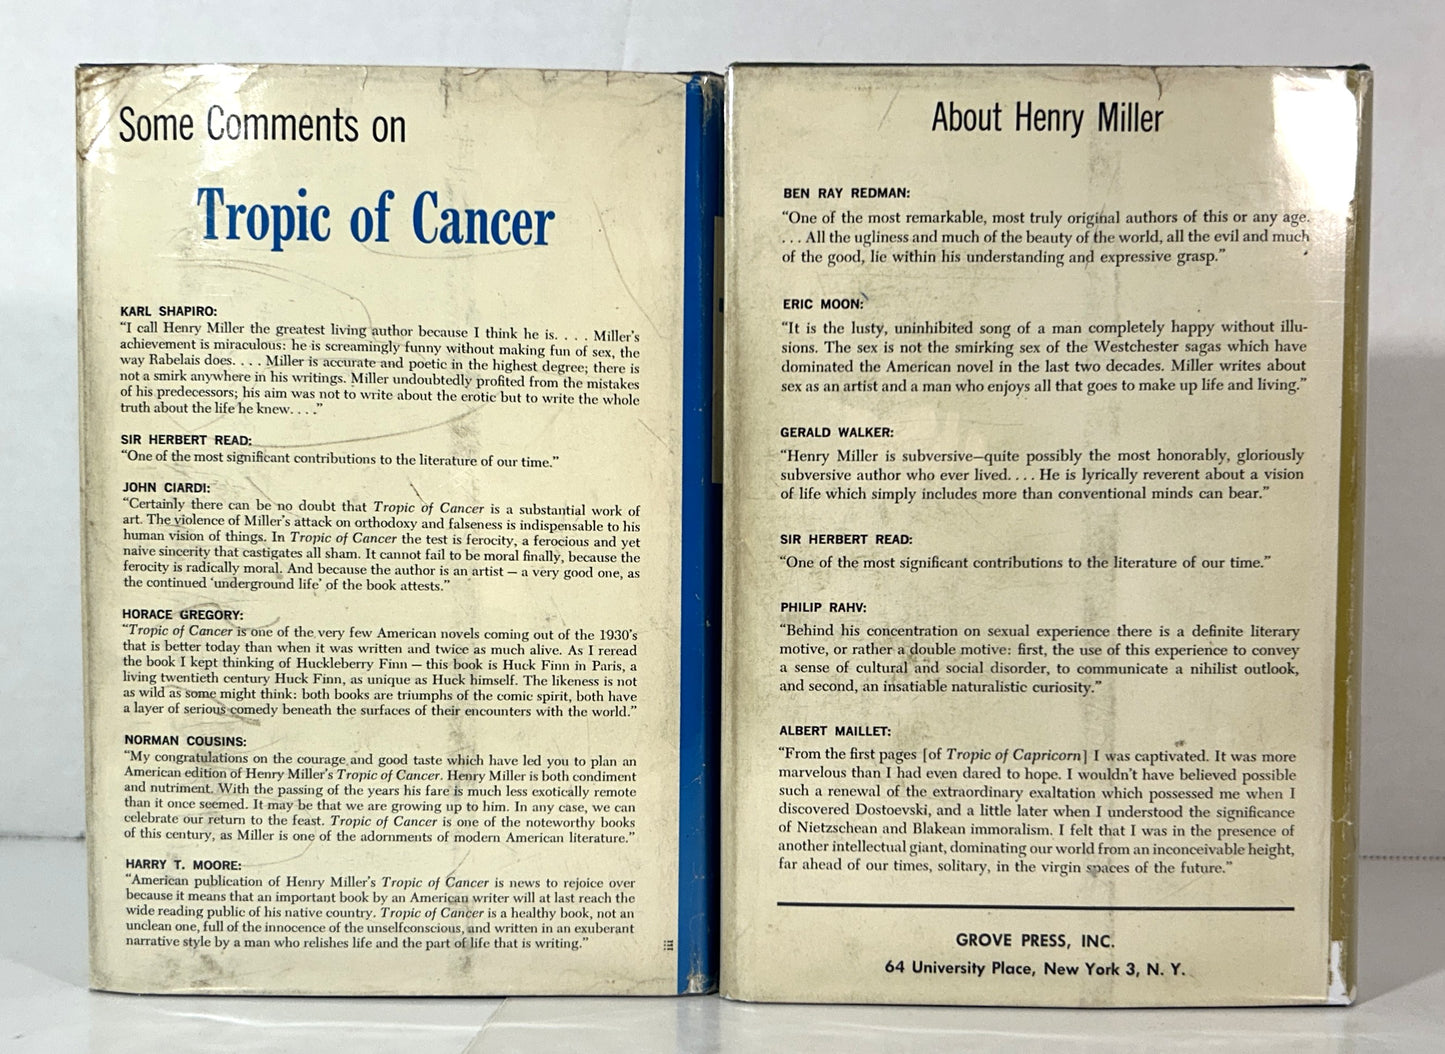 Some Comments on
Tropic of Cancer
KARL SHAPIRO:
"I call Henry Miller the greatest living author because I think he is. . . . Miller's
achievement is miraculous: he is screamingly funny without making fun of sex, the
way Rabelais does. . . . Miller is accurate and poetic in the highest degree; there is
not a smirk anywhere in his writings. Miller undoubtedly profited from the mistakes
of his predecessors; his aim was not to write about the erotic but to write the whole
truth about the life he knew. . . ."
SIR HERBERT READ:
"One of the most significant contributions to the literature of our time."
JOHN CIARDI:
"Certainly there can be no doubt that Tropic of Cancer is a substantial work of
art. The violence of Miller's attack on orthodoxy and falseness is indispensable to his
human vision of things. In Tropic of Cancer the test is ferocity, a ferocious and yet
naive sincerity that castigates all sham. It cannot fail to be moral finally, because the
ferocity is radically moral. And because the author is an artist — a very good one, as
the continued 'underground life' of the book attests."
HORACE GREGORY:
"Tropic of Cancer is one of the very few American novels coming out of the 1930's
that is better today than when it was written and twice as much alive. As I reread
the book I kept thinking of Huckleberry Finn — this book is Huck Finn in Paris, a
living twentieth century Huck Finn, as unique as Huck himself. The likeness is not
as wild as some might think: both books are triumphs of the comic spirit, both have
a layer of serious comedy beneath the surfaces of their encounters with the world."
NORMAN COUSINS:
"My congratulations on the courage and good taste which have led you to plan an
American edition of Henry Miller's Tropic of Cancer. Henry Miller is both condiment
and nutriment. With the passing of the years his fare is much less exotically remote
than it once seemed. It may be that we are growing up to him. In any case, we can
celebrate our return to the feast. Tropic of Cancer is one of the noteworthy books
of this century, as Miller is one of the adornments of modern American literature."
HARRY T. MOORE:
"American publication of Henry Miller's Tropic of Cancer is news to rejoice over
because it means that an important book by an American writer will at last reach the
wide reading public of his native country. Tropic of Cancer is a healthy book, not an
unclean one, full of the innocence of the unselfconscious, and written in an exuberant
narrative style by a man who relishes life and the part of life that is writing."
About Henry Miller
BEN RAY REDMAN:
"One of the most remarkable, most truly original authors of this or any age.
. . . All the ugliness and much of the beauty of the world, all the evil and much
of the good, lie within his understanding and expressive grasp."
ERIC MOON:
"It is the lusty, uninhibited song of a man completely happy without illu-
sions. The sex is not the smirking sex of the Westchester sagas which have
dominated the American novel in the last two decades. Miller writes about
sex as an artist and a man who enjoys all that goes to make up life and living."
GERALD WALKER:
"Henry Miller is subversive—quite possibly the most honorably, gloriously
subversive author who ever lived. . . . He is lyrically reverent about a vision
of life which simply includes more than conventional minds can bear."
SIR HERBERT READ:
"One of the most significant contributions to the literature of our time."
PHILIP RAHV:
"Behind his concentration on sexual experience there is a definite literary
motive, or rather a double motive: first, the use of this experience to convey
a sense of cultural and social disorder, to communicate a nihilist outlook,
and second, an insatiable naturalistic curiosity."
ALBERT MAILLET:
"From the first pages [of Tropic of Capricorn] I was captivated. It was more
marvelous than I had even dared to hope. I wouldn't have believed possible
such a renewal of the extraordinary exaltation which possessed me when I
discovered Dostoevski, and a little later when I understood the significance
of Nietzschean and Blakean immoralism. I felt that I was in the presence of
another intellectual giant, dominating our world from an inconceivable height,
far ahead of our times, solitary, in the virgin spaces of the future."
GROVE PRESS, INC.
64 University Place, New York 3, N. Y.